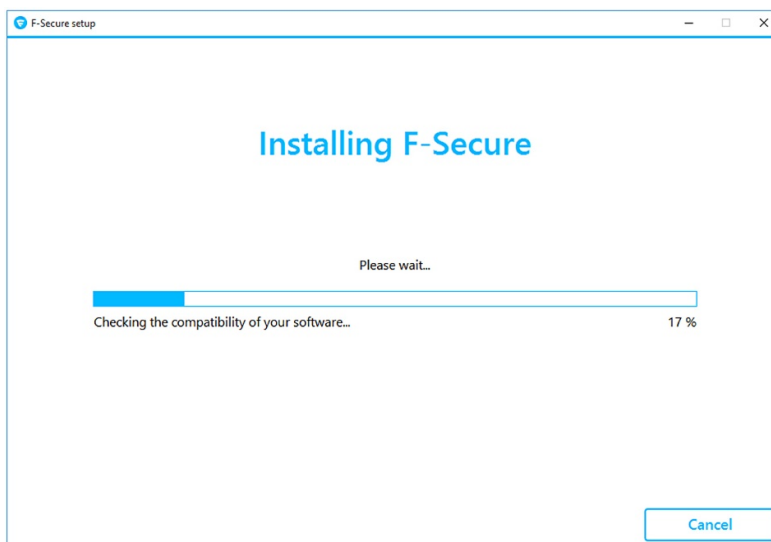 F-Secure setup
Installing F-Secure
Please wait...
Checking the compatibility of your software... 17 %
Cancel